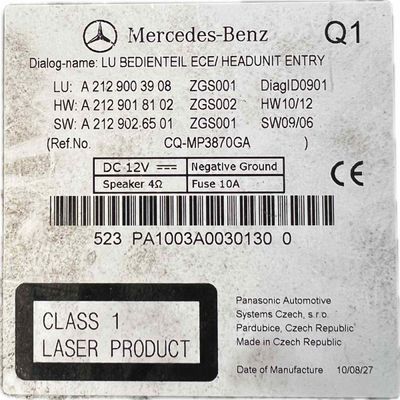 Mercedes-Benz Q1
Dialog-name: LU BEDIENTEIL ECE/ HEADUNIT ENTRY
LU: A 212 900 39 08 ZGS001 DiagID0901
HW: A 212 901 81 02 ZGS002 HW10/12
SW: A 212 902 65 01 ZGS001 SW09/06
(Ref.No. CQ-MP3870GA )
DC 12V Negative Ground
Speaker 4Ω Fuse 10A
CE
523 PA1003A0030130 0
CLASS 1
LASER PRODUCT
Panasonic Automotive
Systems Czech, s.r.o.
Pardubice, Czech Republic
Made in Czech Republic
Date of Manufacture 10/08/27